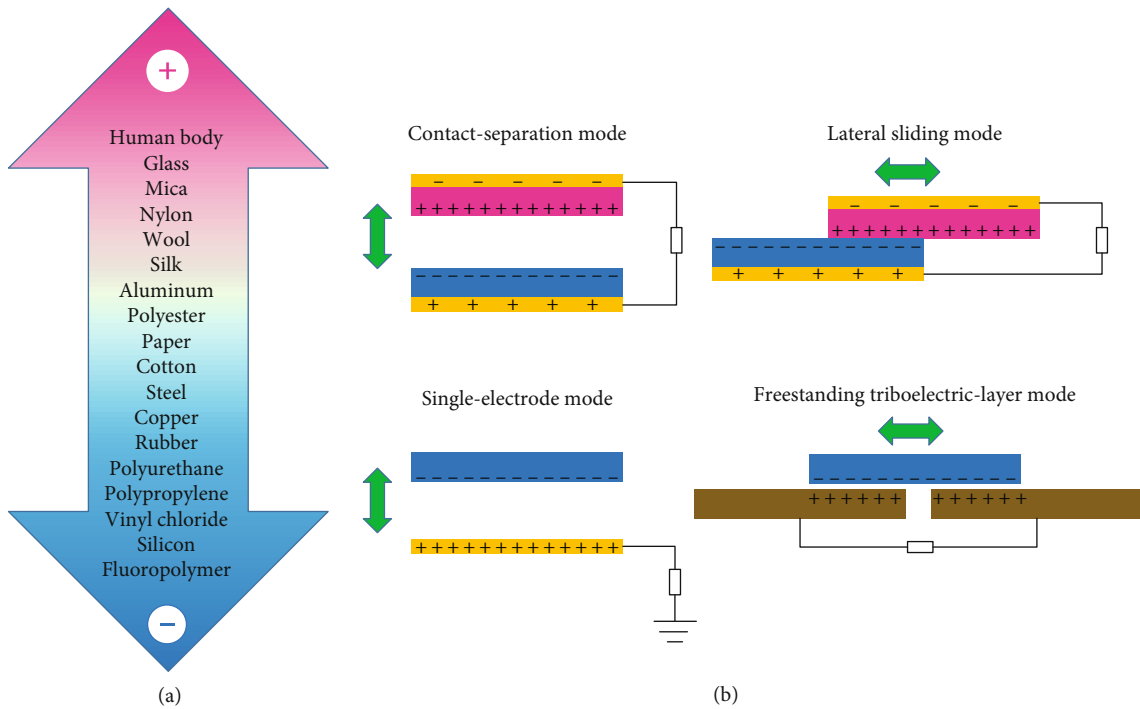 +
Human body
Glass
Mica
Nylon
Wool
Silk
Aluminum
Polyester
Paper
Cotton
Steel
Copper
Rubber
Polyurethane
Polypropylene
Vinyl chloride
Silicon
Fluoropolymer
−
(a)
Contact-separation mode
− − − − −
+ + + + + + + + + + + +
− − − − − − − − − − − −
+ + + + +
Lateral sliding mode
− − − − −
+ + + + + + + + + + + +
− − − − − − − − − − − −
+ + + + +
Single-electrode mode
− − − − − − − − − − − −
+ + + + + + + + + + + +
Freestanding triboelectric-layer mode
− − − − − − − − − − − −
+ + + + + + + + + + + +
(b)